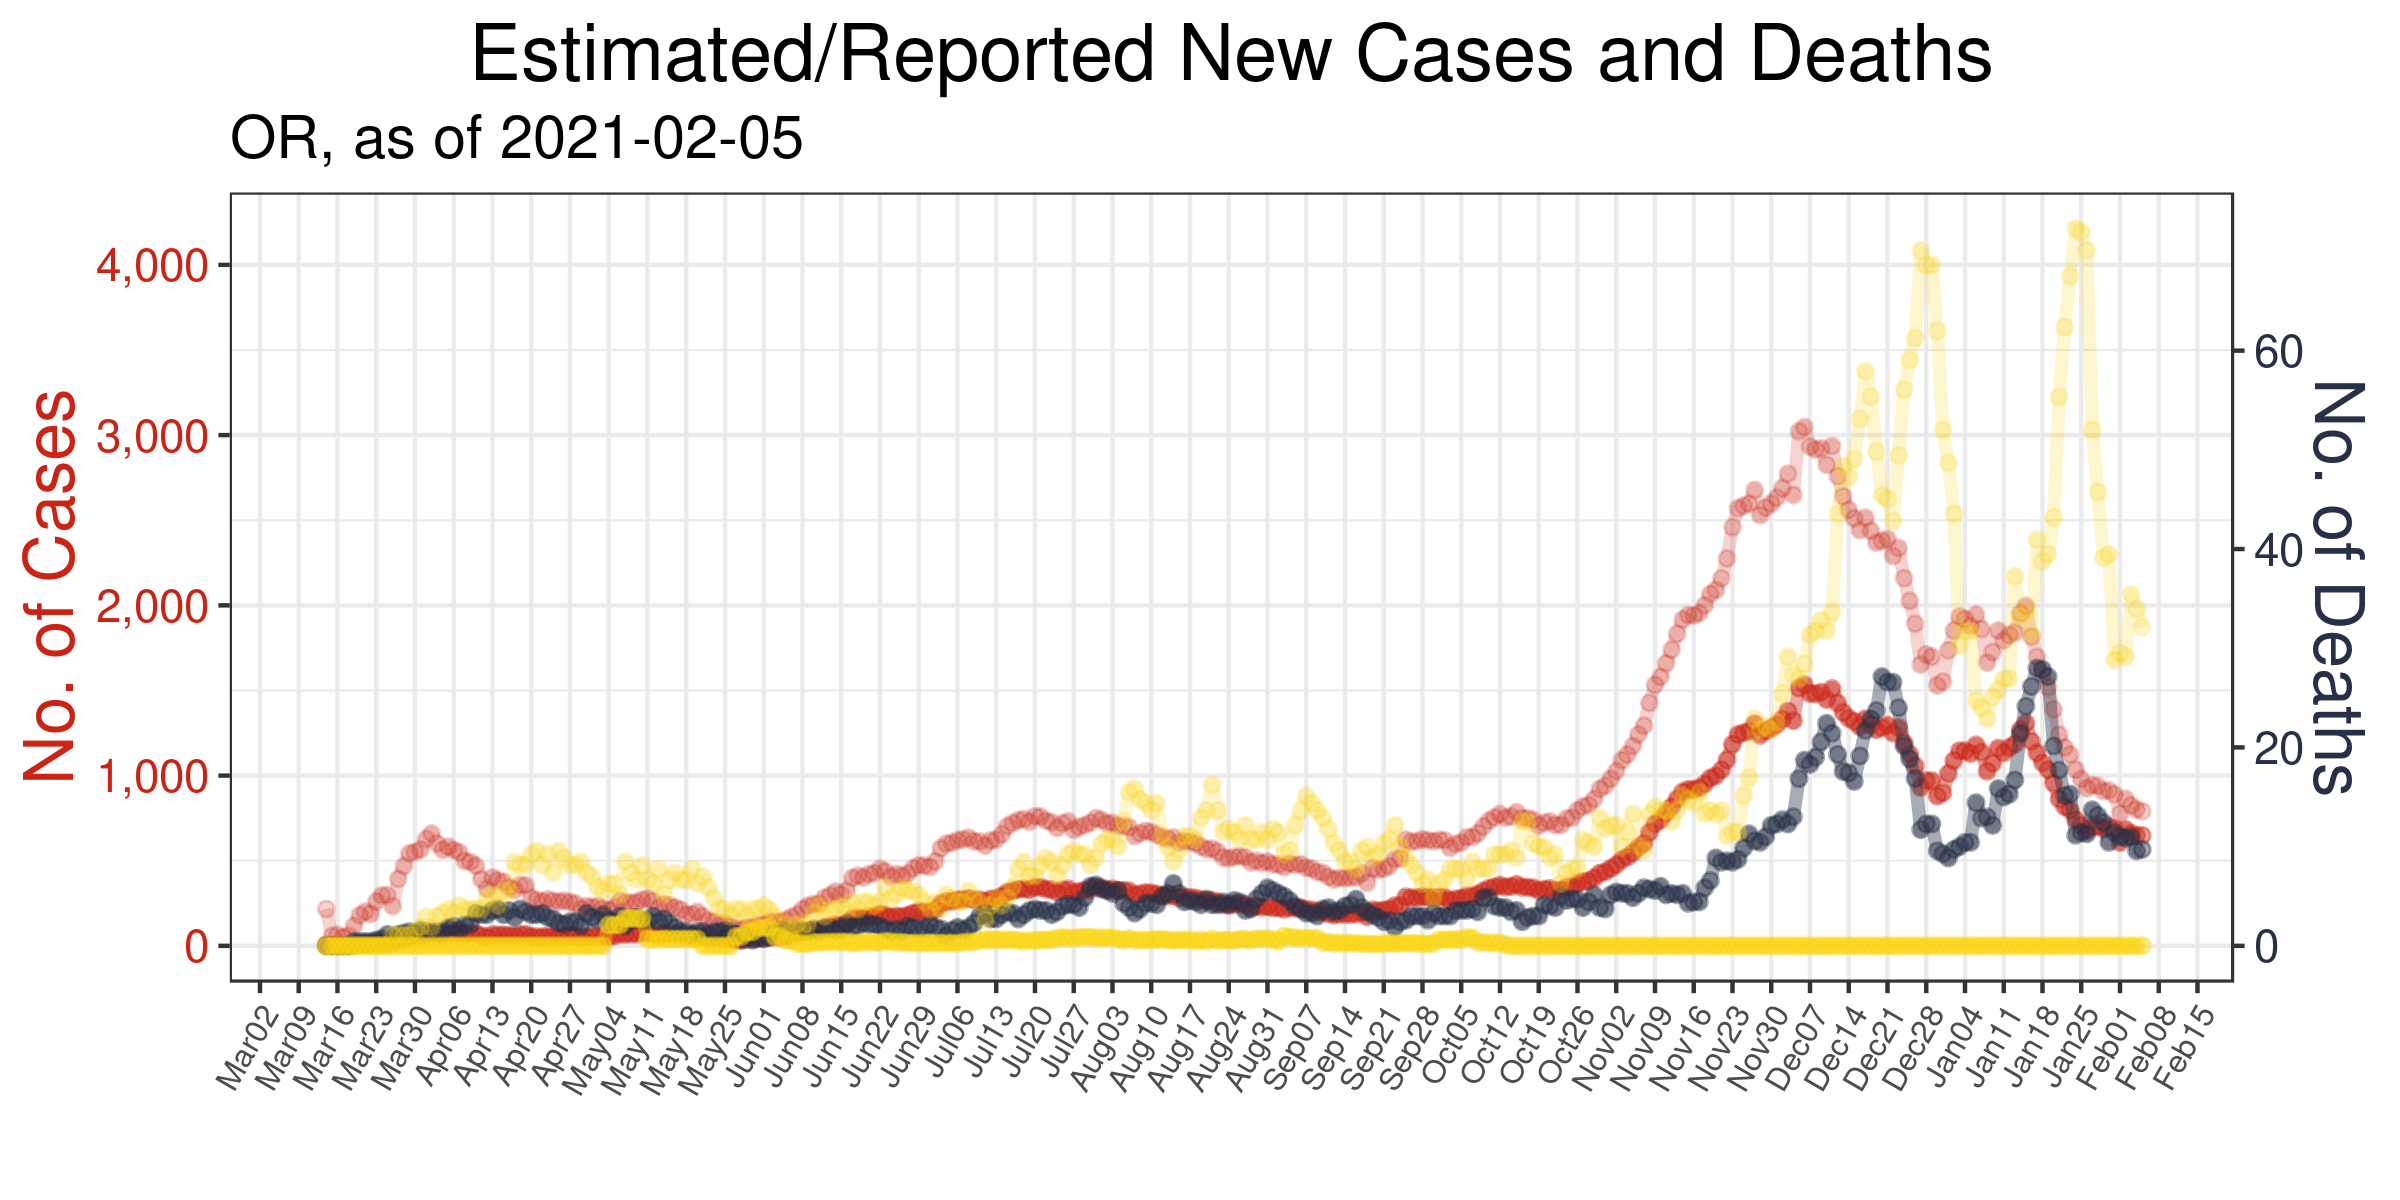 Estimated/Reported New Cases and Deaths
OR, as of 2021-02-05
No. of Cases
4,000
3,000
2,000
1,000
0
60
40
20
0
No. of Deaths
Mar02
Mar09
Mar16
Mar23
Mar30
Apr06
Apr13
Apr20
Apr27
May04
May11
May18
May25
Jun01
Jun08
Jun15
Jun22
Jun29
Jul06
Jul13
Jul20
Jul27
Aug03
Aug10
Aug17
Aug24
Aug31
Sep07
Sep14
Sep21
Sep28
Oct05
Oct12
Oct19
Oct26
Nov02
Nov09
Nov16
Nov23
Nov30
Dec07
Dec14
Dec21
Dec28
Jan04
Jan11
Jan18
Jan25
Feb01
Feb08
Feb15